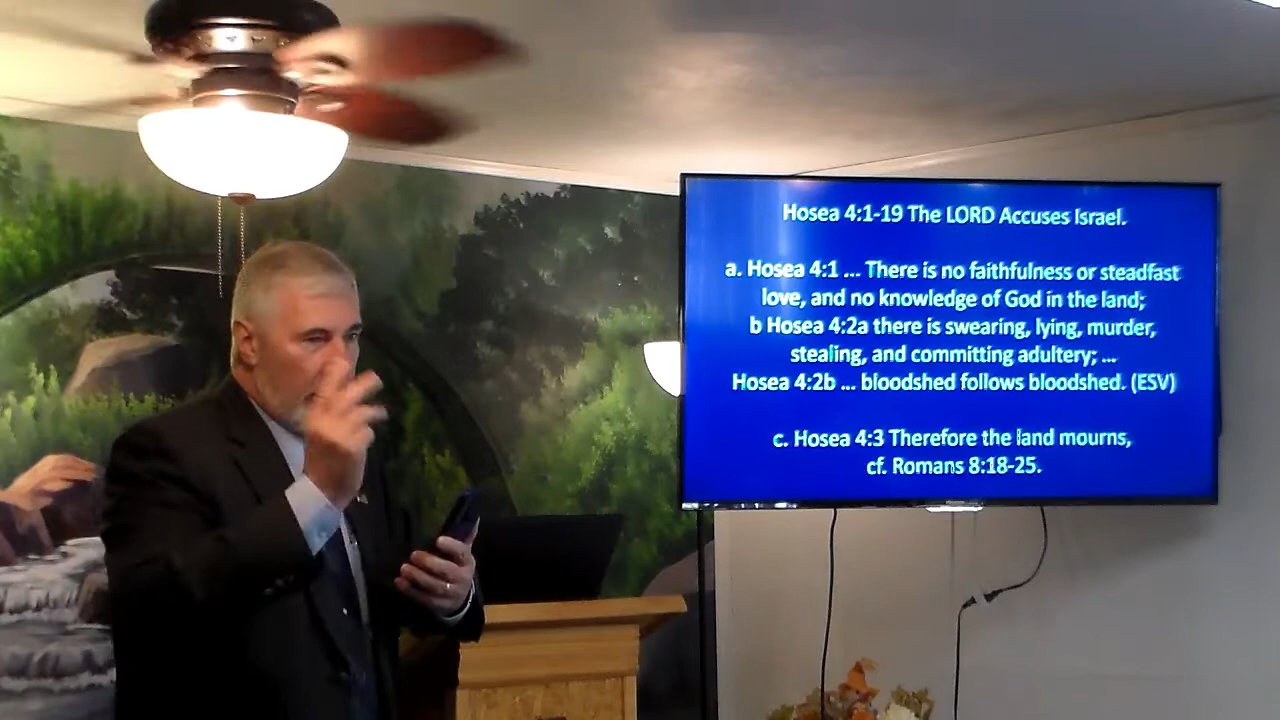 Hosea 4:1-19 The LORD Accuses Israel.
a. Hosea 4:1 ... There is no faithfulness or steadfast
love, and no knowledge of God in the land;
b Hosea 4:2a there is swearing, lying, murder,
stealing, and committing adultery; ...
Hosea 4:2b ... bloodshed follows bloodshed. (ESV)
c. Hosea 4:3 Therefore the land mourns,
cf. Romans 8:18-25.